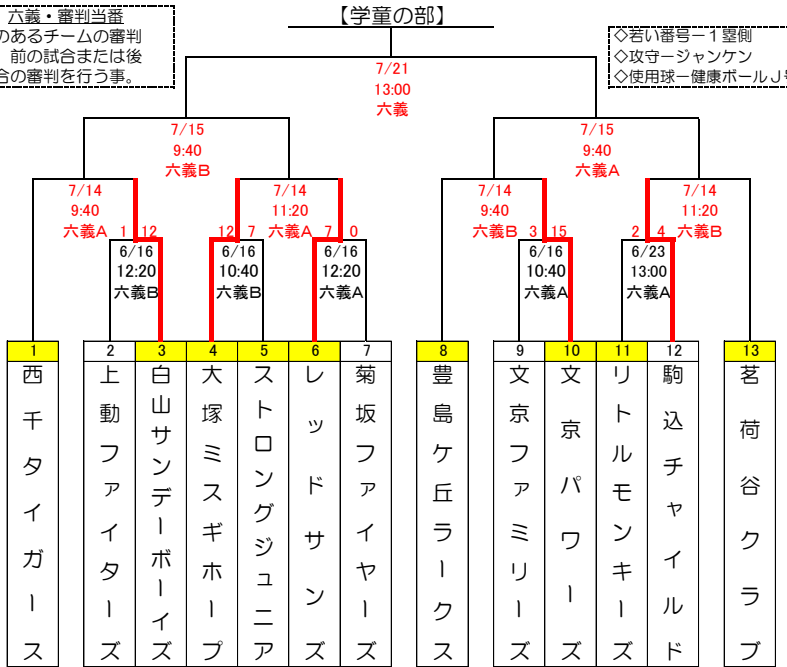 【学童の部】
六義・審判当番
のあるチームの審判
前の試合または後
合の審判を行う事。
◇若い番号－１塁側
◇攻守－ジャンケン
◇使用球－健康ボールＪ号
7/21
13:00
六義
7/15
9:40
六義B
7/15
9:40
六義A
7/14
9:40
六義A
7/14
11:20
六義A
7/14
9:40
六義B
7/14
11:20
六義B
1 12
6/16
12:20
六義B
12 7
6/16
10:40
六義B
7 0
6/16
12:20
六義A
3 15
6/16
10:40
六義A
2 4
6/23
13:00
六義A
1
西千タイガース
2
上動ファイターズ
3
白山サンデーボーイズ
4
大塚ミスギホープ
5
ストロングジュニア
6
レッドサンズ
7
菊坂ファイヤーズ
8
豊島ケ丘ラークス
9
文京ファミリーズ
10
文京パワーズ
11
リトルモンキーズ
12
駒込チャイルド
13
茗荷谷クラブ